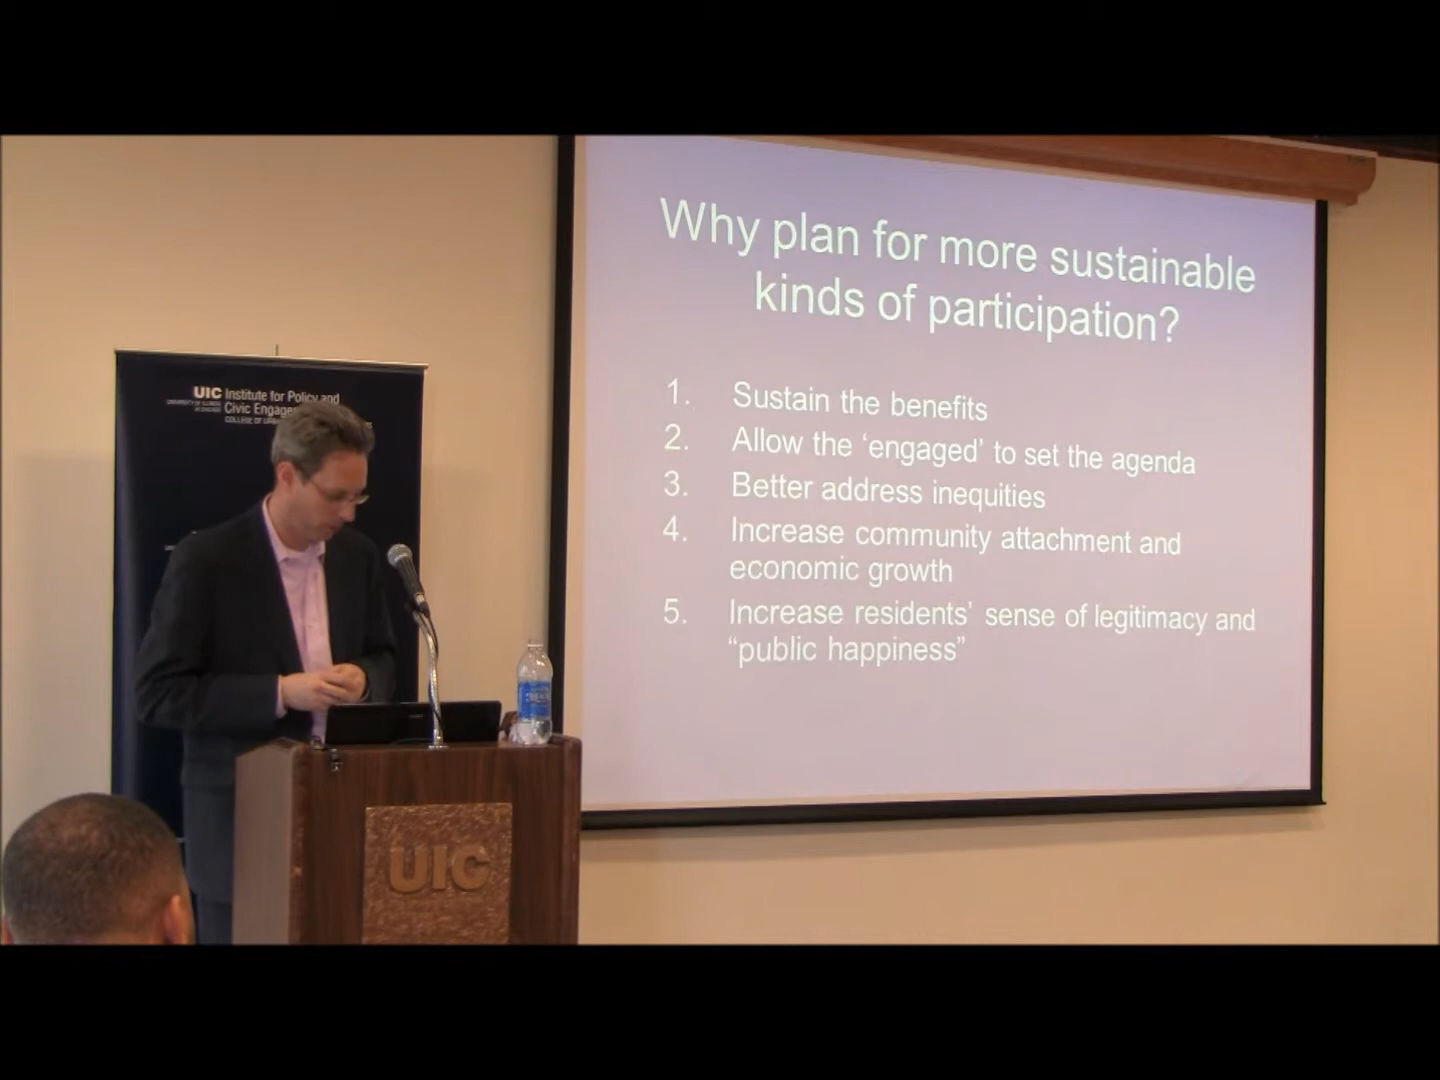 Why plan for more sustainable
kinds of participation?
1. Sustain the benefits
2. Allow the ‘engaged’ to set the agenda
3. Better address inequities
4. Increase community attachment and
economic growth
5. Increase residents’ sense of legitimacy and
“public happiness”
UIC Institute for Policy and
Civic
COLLEGE OF
UIC